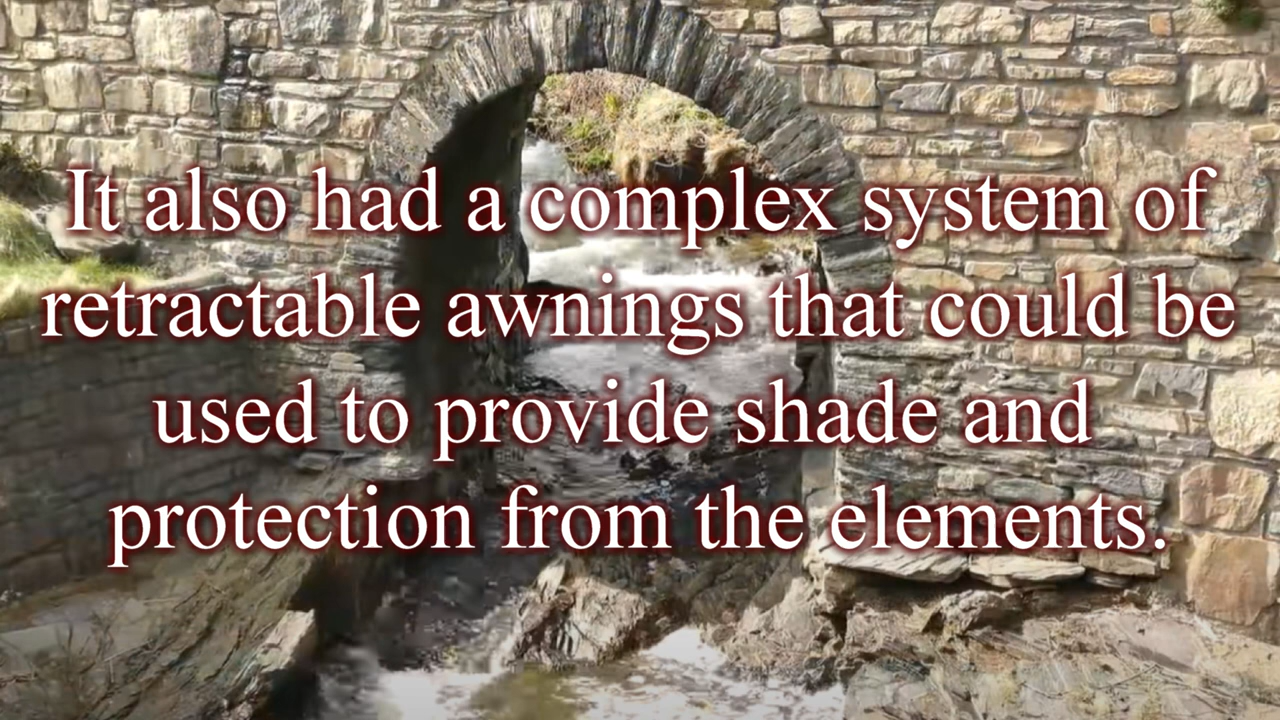 It also had a complex system of
retractable awnings that could be
used to provide shade and
protection from the elements.